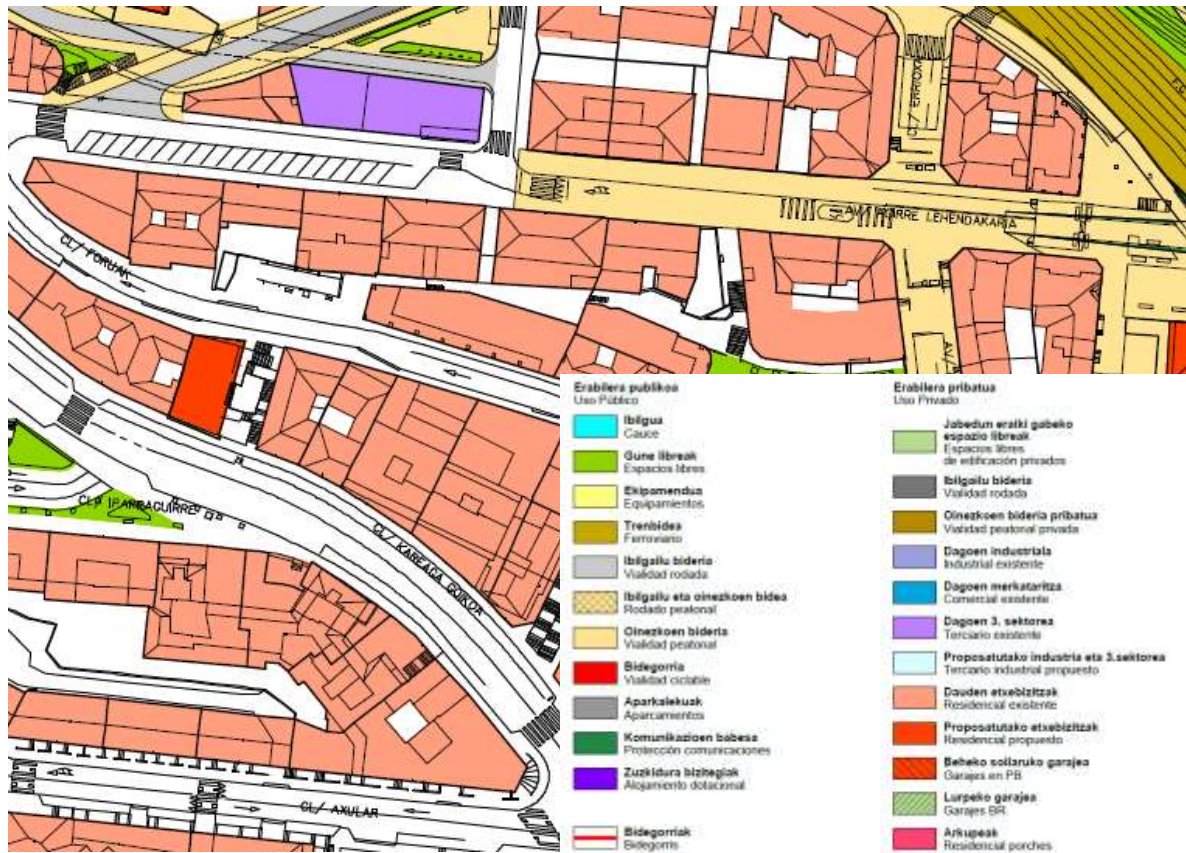 CL/ ERRIOXA
AV/ AGIRRE LEHENDAKARIA
CL/ FORUAK
AV/
CL/ IPARRAGUIRRE
CL/ KAREAGA GOIKOA
CL/ AXULAR
Erabilera publikoa
Uso Público
Ibilgua
Cauce
Gune libreak
Espacios libres
Ekipamendua
Equipamientos
Trenbidea
Ferroviario
Ibilgailu bideria
Vialidad rodada
Ibilgailu eta oinezkoen bidea
Rodado peatonal
Oinezkoen bideria
Vialidad peatonal
Bidegorria
Vialidad ciclable
Aparkalekuak
Aparcamientos
Komunikazioen babesa
Protección comunicaciones
Zuzkidura bizitegiak
Alojamiento dotacional
Bidegorriak
Bidegorris
Erabilera pribatua
Uso Privado
Jabedun eraiki gabeko
espazio libreak
Espacios libres
de edificación privados
Ibilgailu bideria
Vialidad rodada
Oinezkoen bideria pribatua
Vialidad peatonal privada
Dagoen industriala
Industrial existente
Dagoen merkataritza
Comercial existente
Dagoen 3. sektorea
Terciario existente
Proposatutako industria eta 3.sektorea
Terciario industrial propuesto
Dauden etxebizitzak
Residencial existente
Proposatutako etxebizitzak
Residencial propuesto
Beheko soilaruko garajea
Garajes en PB
Lurpeko garajea
Garajes BR
Arkupeak
Residencial porches